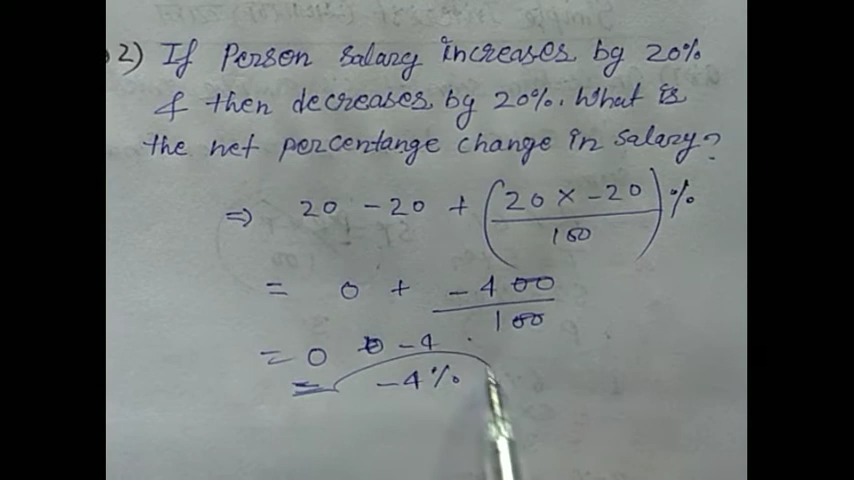 2) If Person salary increases by 20%
& then decreases by 20%. What is
the net percentange change in salary?
⇒ 20 - 20 + (20 × -20 / 100) %
= 0 + -400 / 100
= 0 -4
= -4%